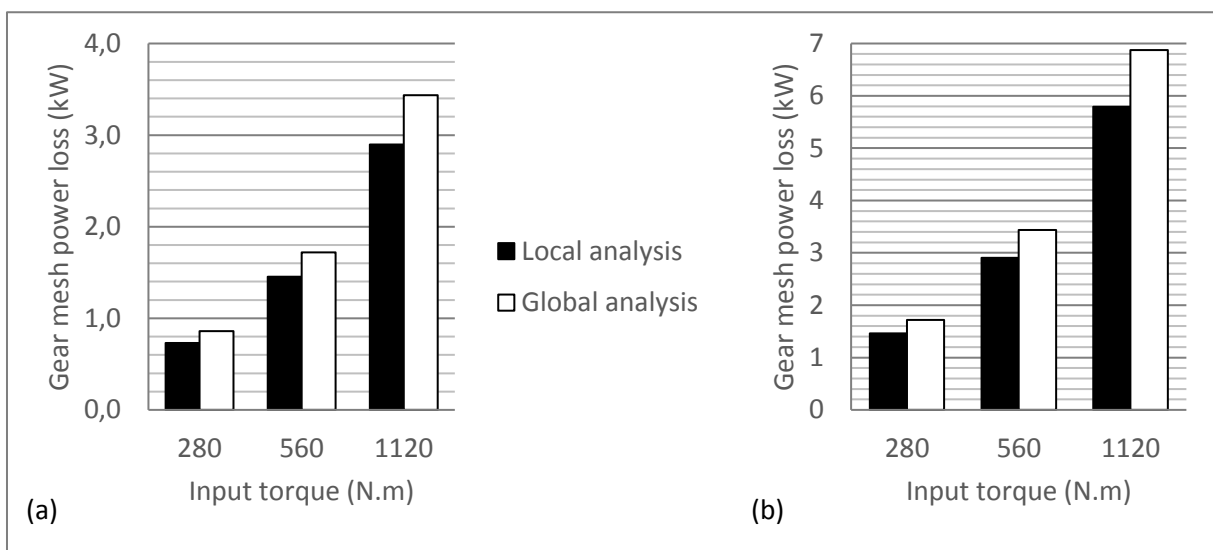 Gear mesh power loss (kW)
4,0
3,0
2,0
1,0
0,0
280 560 1120
Input torque (N.m)
(a)
Local analysis
Global analysis
Gear mesh power loss (kW)
7
6
5
4
3
2
1
0
280 560 1120
Input torque (N.m)
(b)